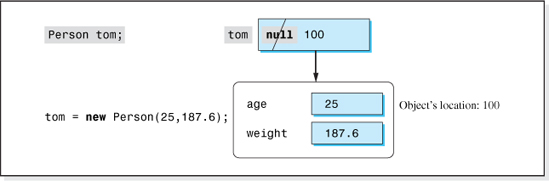 Person tom;
tom null 100
age 25
Object's location: 100
tom = new Person(25,187.6);
weight 187.6